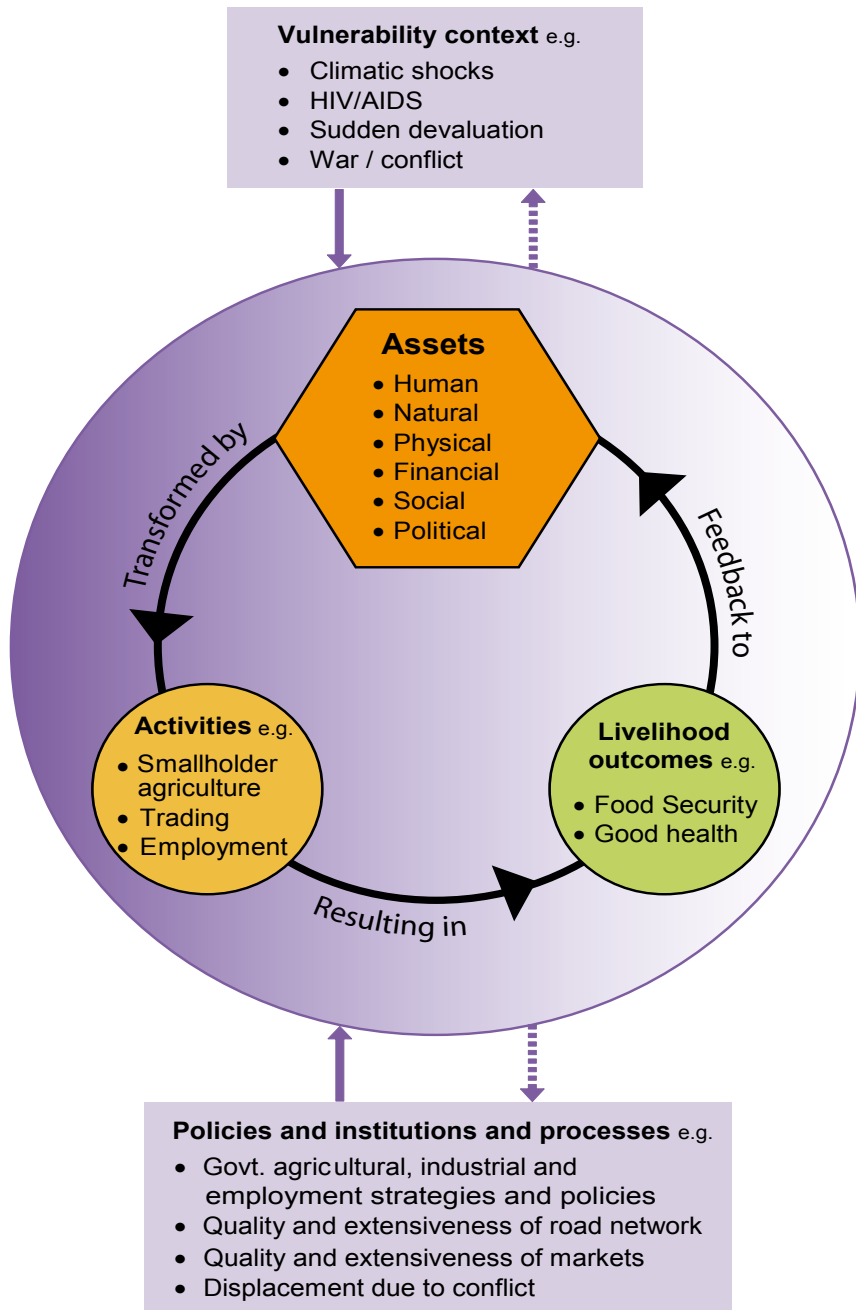 Vulnerability context e.g.
• Climatic shocks
• HIV/AIDS
• Sudden devaluation
• War / conflict
Assets
• Human
• Natural
• Physical
• Financial
• Social
• Political
Transformed by
Feedback to
Activities e.g.
• Smallholder
agriculture
• Trading
• Employment
Livelihood
outcomes e.g.
• Food Security
• Good health
Resulting in
Policies and institutions and processes e.g.
• Govt. agricultural, industrial and
employment strategies and policies
• Quality and extensiveness of road network
• Quality and extensiveness of markets
• Displacement due to conflict